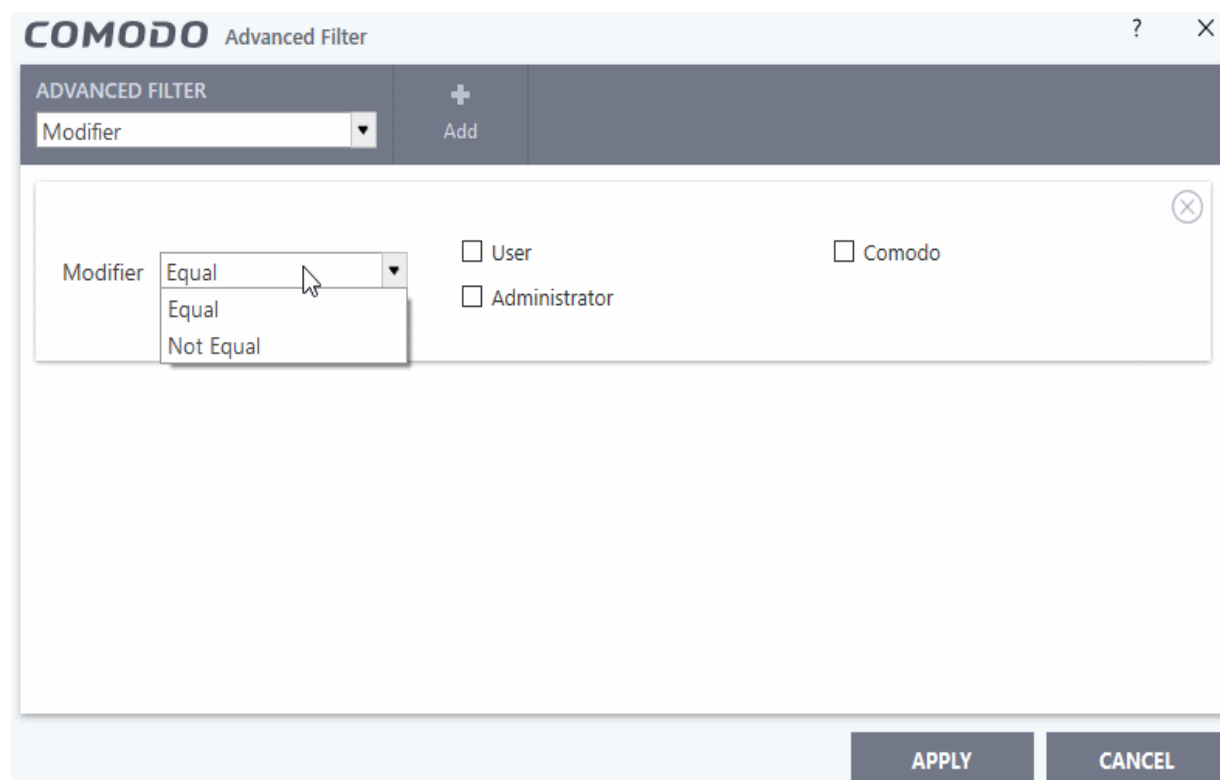 COMODO Advanced Filter ?
ADVANCED FILTER
Modifier
Add
Modifier
Equal
Equal
Not Equal
User
Administrator
Comodo
APPLY
CANCEL